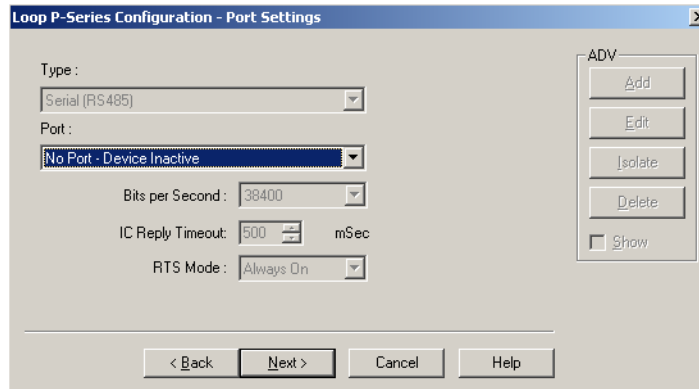 Loop P-Series Configuration - Port Settings
Type :
Serial (RS485)
Port :
No Port - Device Inactive
Bits per Second : 38400
IC Reply Timeout: 500 mSec
RTS Mode : Always On
ADV
Add
Edit
Isolate
Delete
Show
< Back Next > Cancel Help